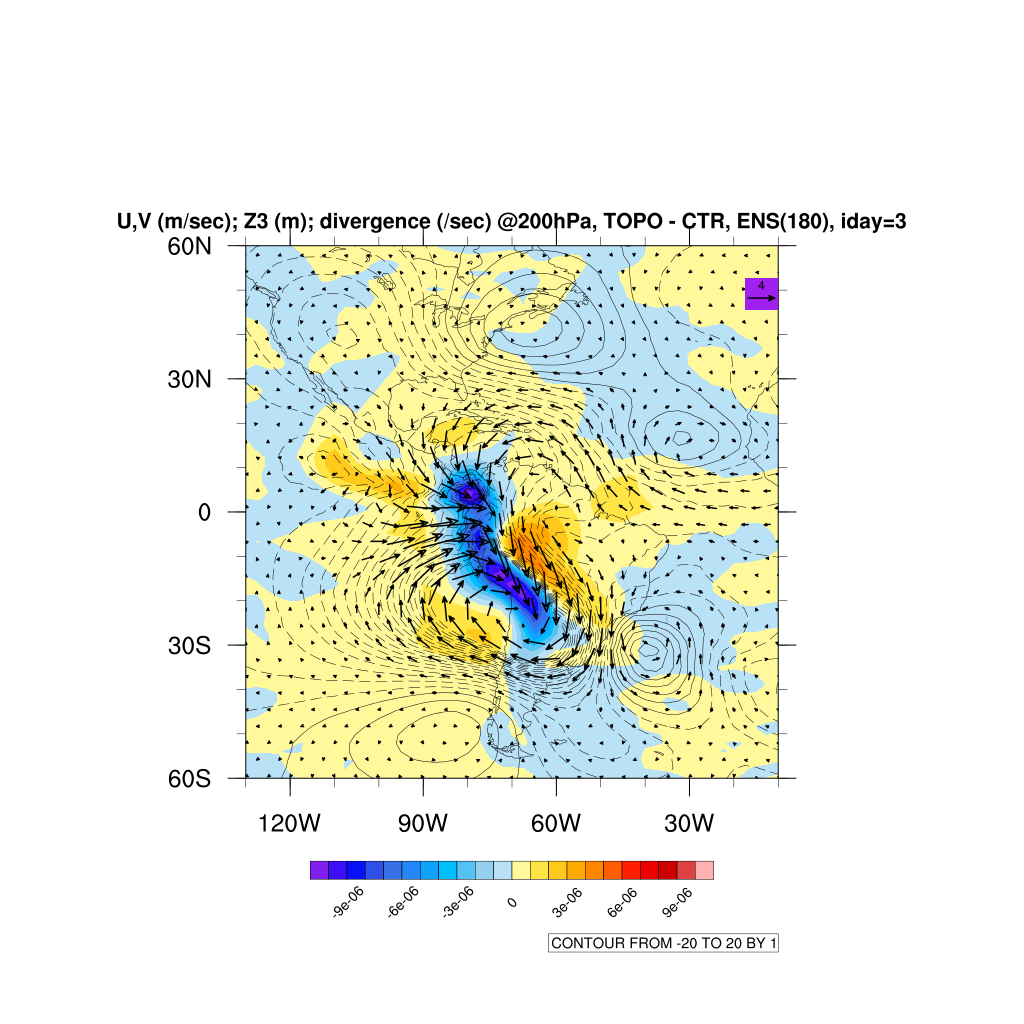 U,V (m/sec); Z3 (m); divergence (/sec) @200hPa, TOPO - CTR, ENS(180), iday=3
60N
4
30N
0
30S
60S
120W 90W 60W 30W
-9e-06 -6e-06 -3e-06 0 3e-06 6e-06 9e-06
CONTOUR FROM -20 TO 20 BY 1